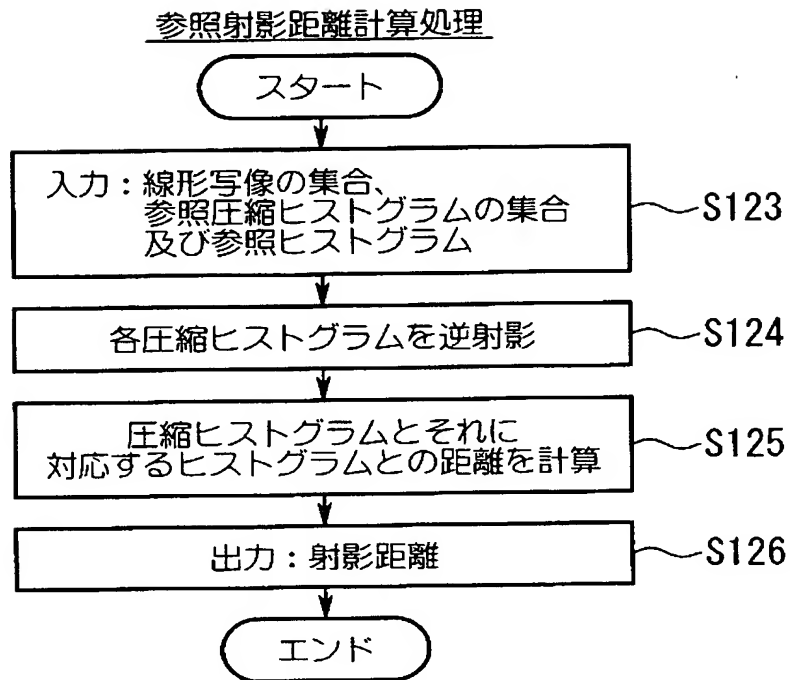 参照射影距離計算処理
スタート
入力：線形写像の集合、
参照圧縮ヒストグラムの集合
及び参照ヒストグラム
S123
各圧縮ヒストグラムを逆射影
S124
圧縮ヒストグラムとそれに
対応するヒストグラムとの距離を計算
S125
出力：射影距離
S126
エンド